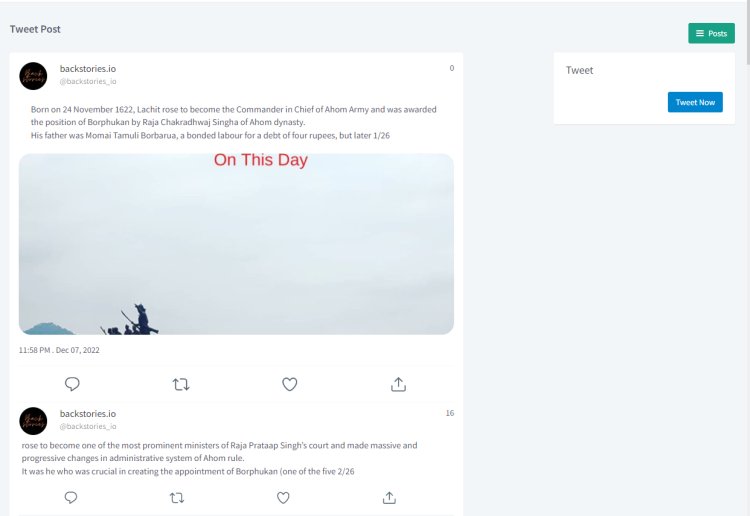 Tweet Post
Posts
backstories.io
@backstories_io
0
Born on 24 November 1622, Lachit rose to become the Commander in Chief of Ahom Army and was awarded
the position of Borphukan by Raja Chakradhwaj Singha of Ahom dynasty.
His father was Momai Tamuli Borbarua, a bonded labour for a debt of four rupees, but later 1/26
On This Day
11:58 PM . Dec 07, 2022
Back
stories
backstories.io
@backstories_io
16
rose to become one of the most prominent ministers of Raja Prataap Singh's court and made massive and
progressive changes in administrative system of Ahom rule.
It was he who was crucial in creating the appointment of Borphukan (one of the five 2/26
Tweet
Tweet Now